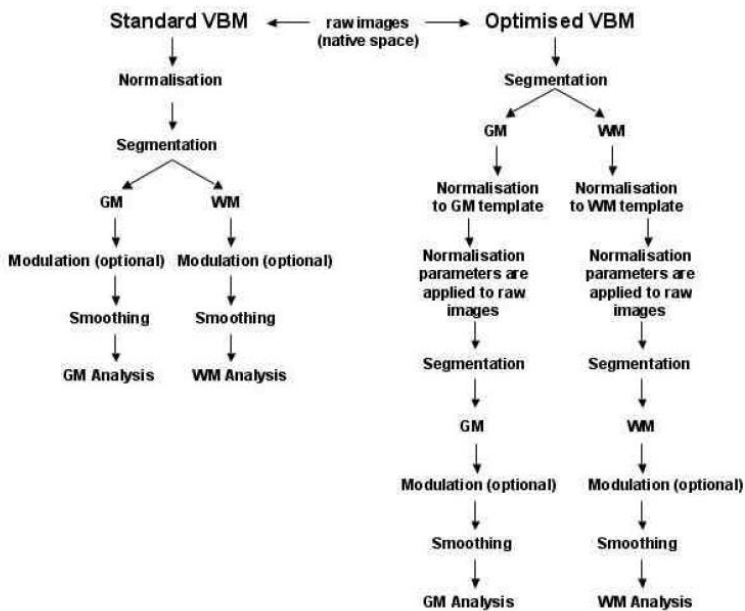 Standard VBM
raw images
(native space)
Optimised VBM
Normalisation
Segmentation
GM
WM
Modulation (optional)
Modulation (optional)
Smoothing
Smoothing
GM Analysis
WM Analysis
Segmentation
GM
WM
Normalisation
to GM template
Normalisation
to WM template
Normalisation
parameters are
applied to raw
images
Normalisation
parameters are
applied to raw
images
Segmentation
Segmentation
GM
WM
Modulation (optional)
Modulation (optional)
Smoothing
Smoothing
GM Analysis
WM Analysis